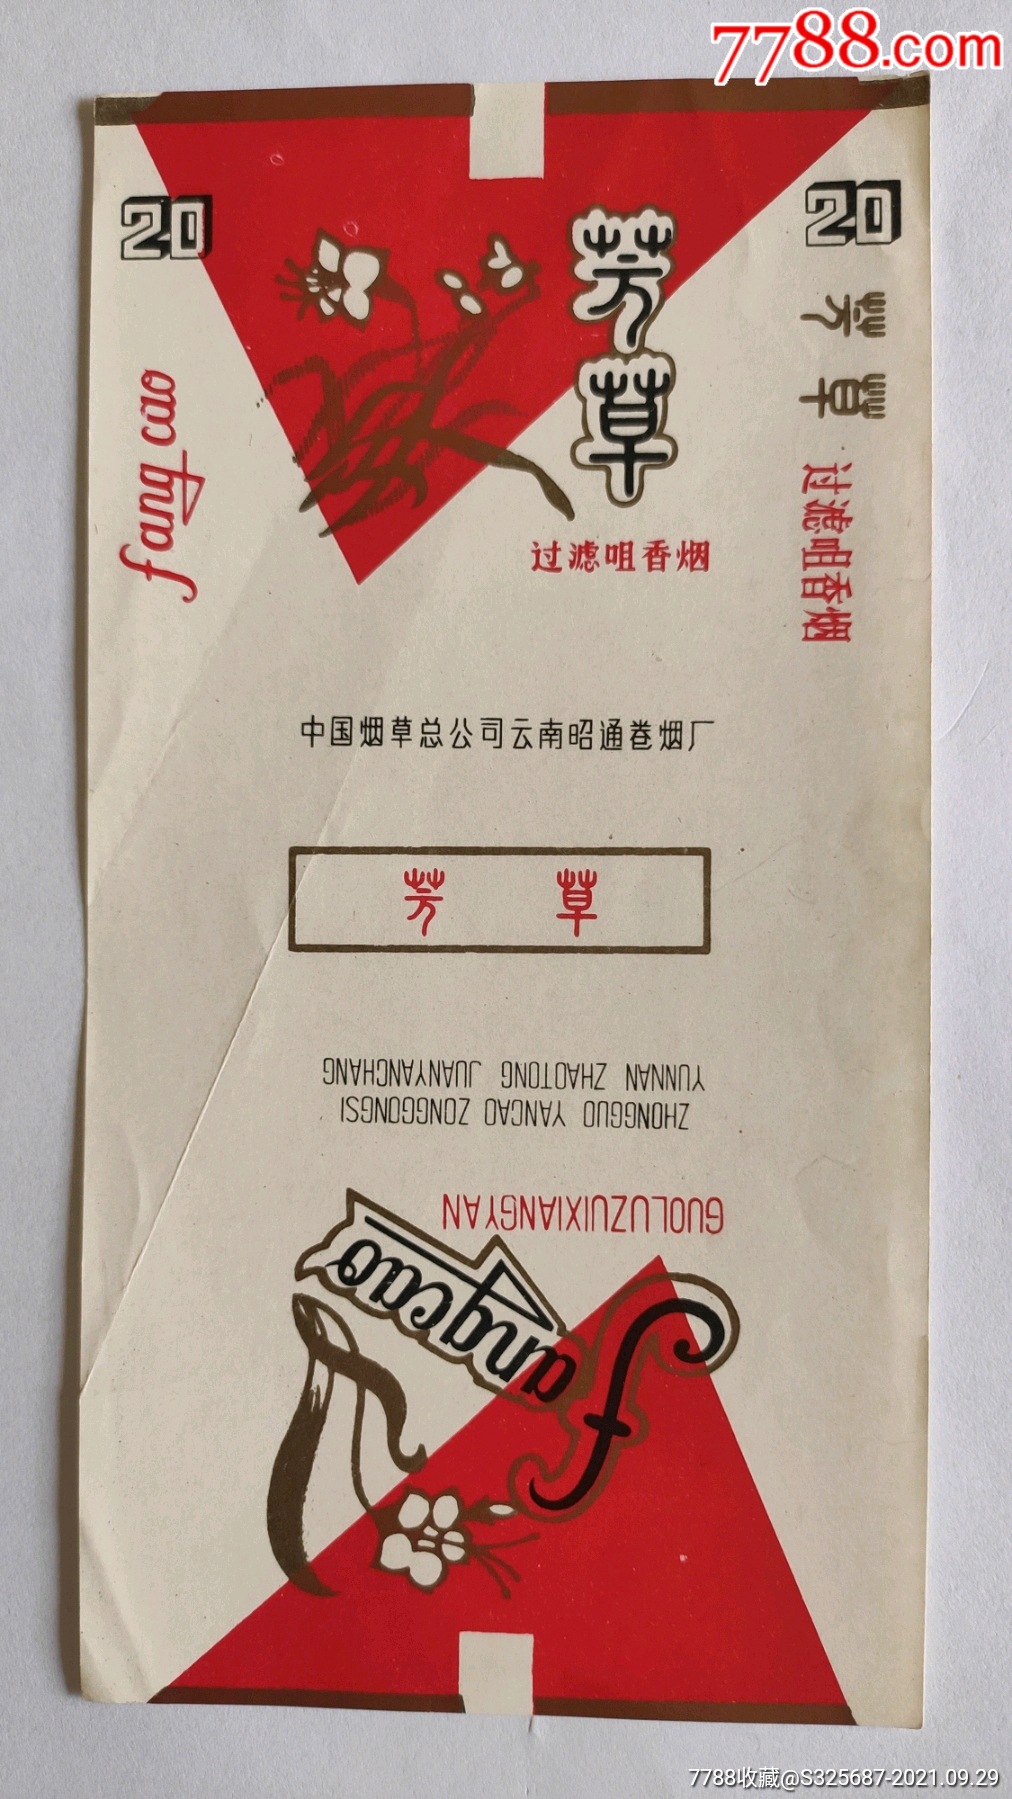 7788.com
20
20
芳草
芳草
fang cao
过滤咀香烟
过滤咀香烟
中国烟草总公司云南昭通卷烟厂
芳草
ZHONGGUO YANCAO ZONGGONGSI
YUNNAN ZHAOTONG JUANYANCHANG
GUOLUZUIXIANGYAN
fangcao
7788收藏@S325687-2021.09.29